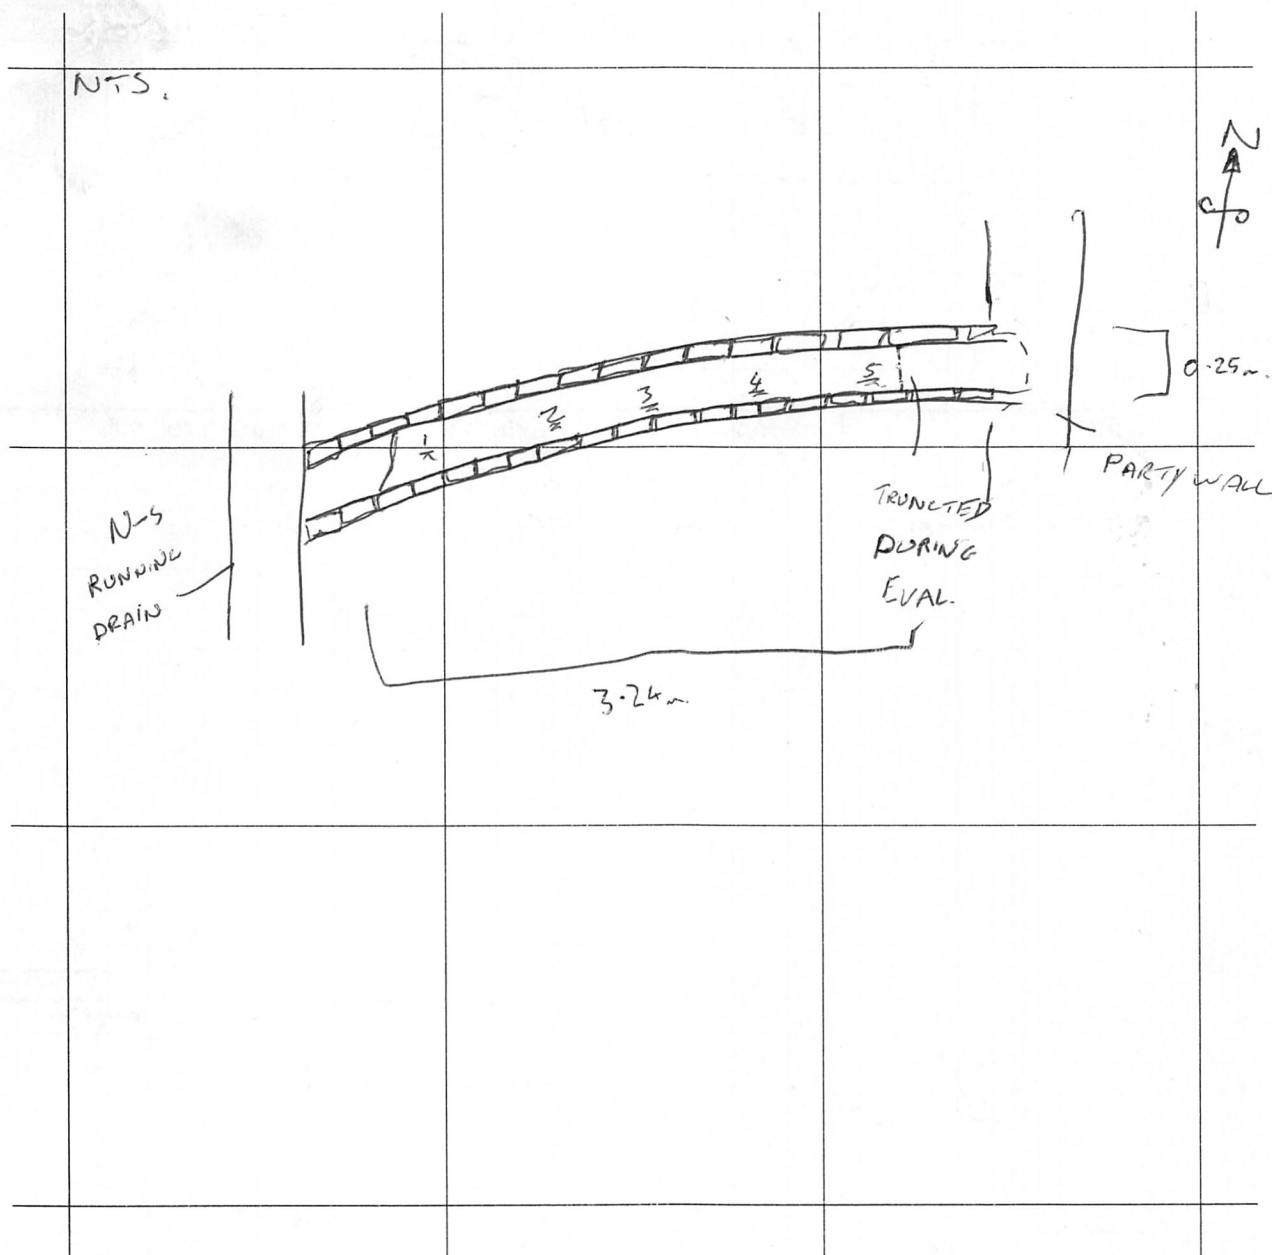 NTS.
N
0.25m.
5
4
3
2
1
PARTY WALL
TRUNCTED
DURING
EVAL.
N-S
RUNNING
DRAIN
3.24m.